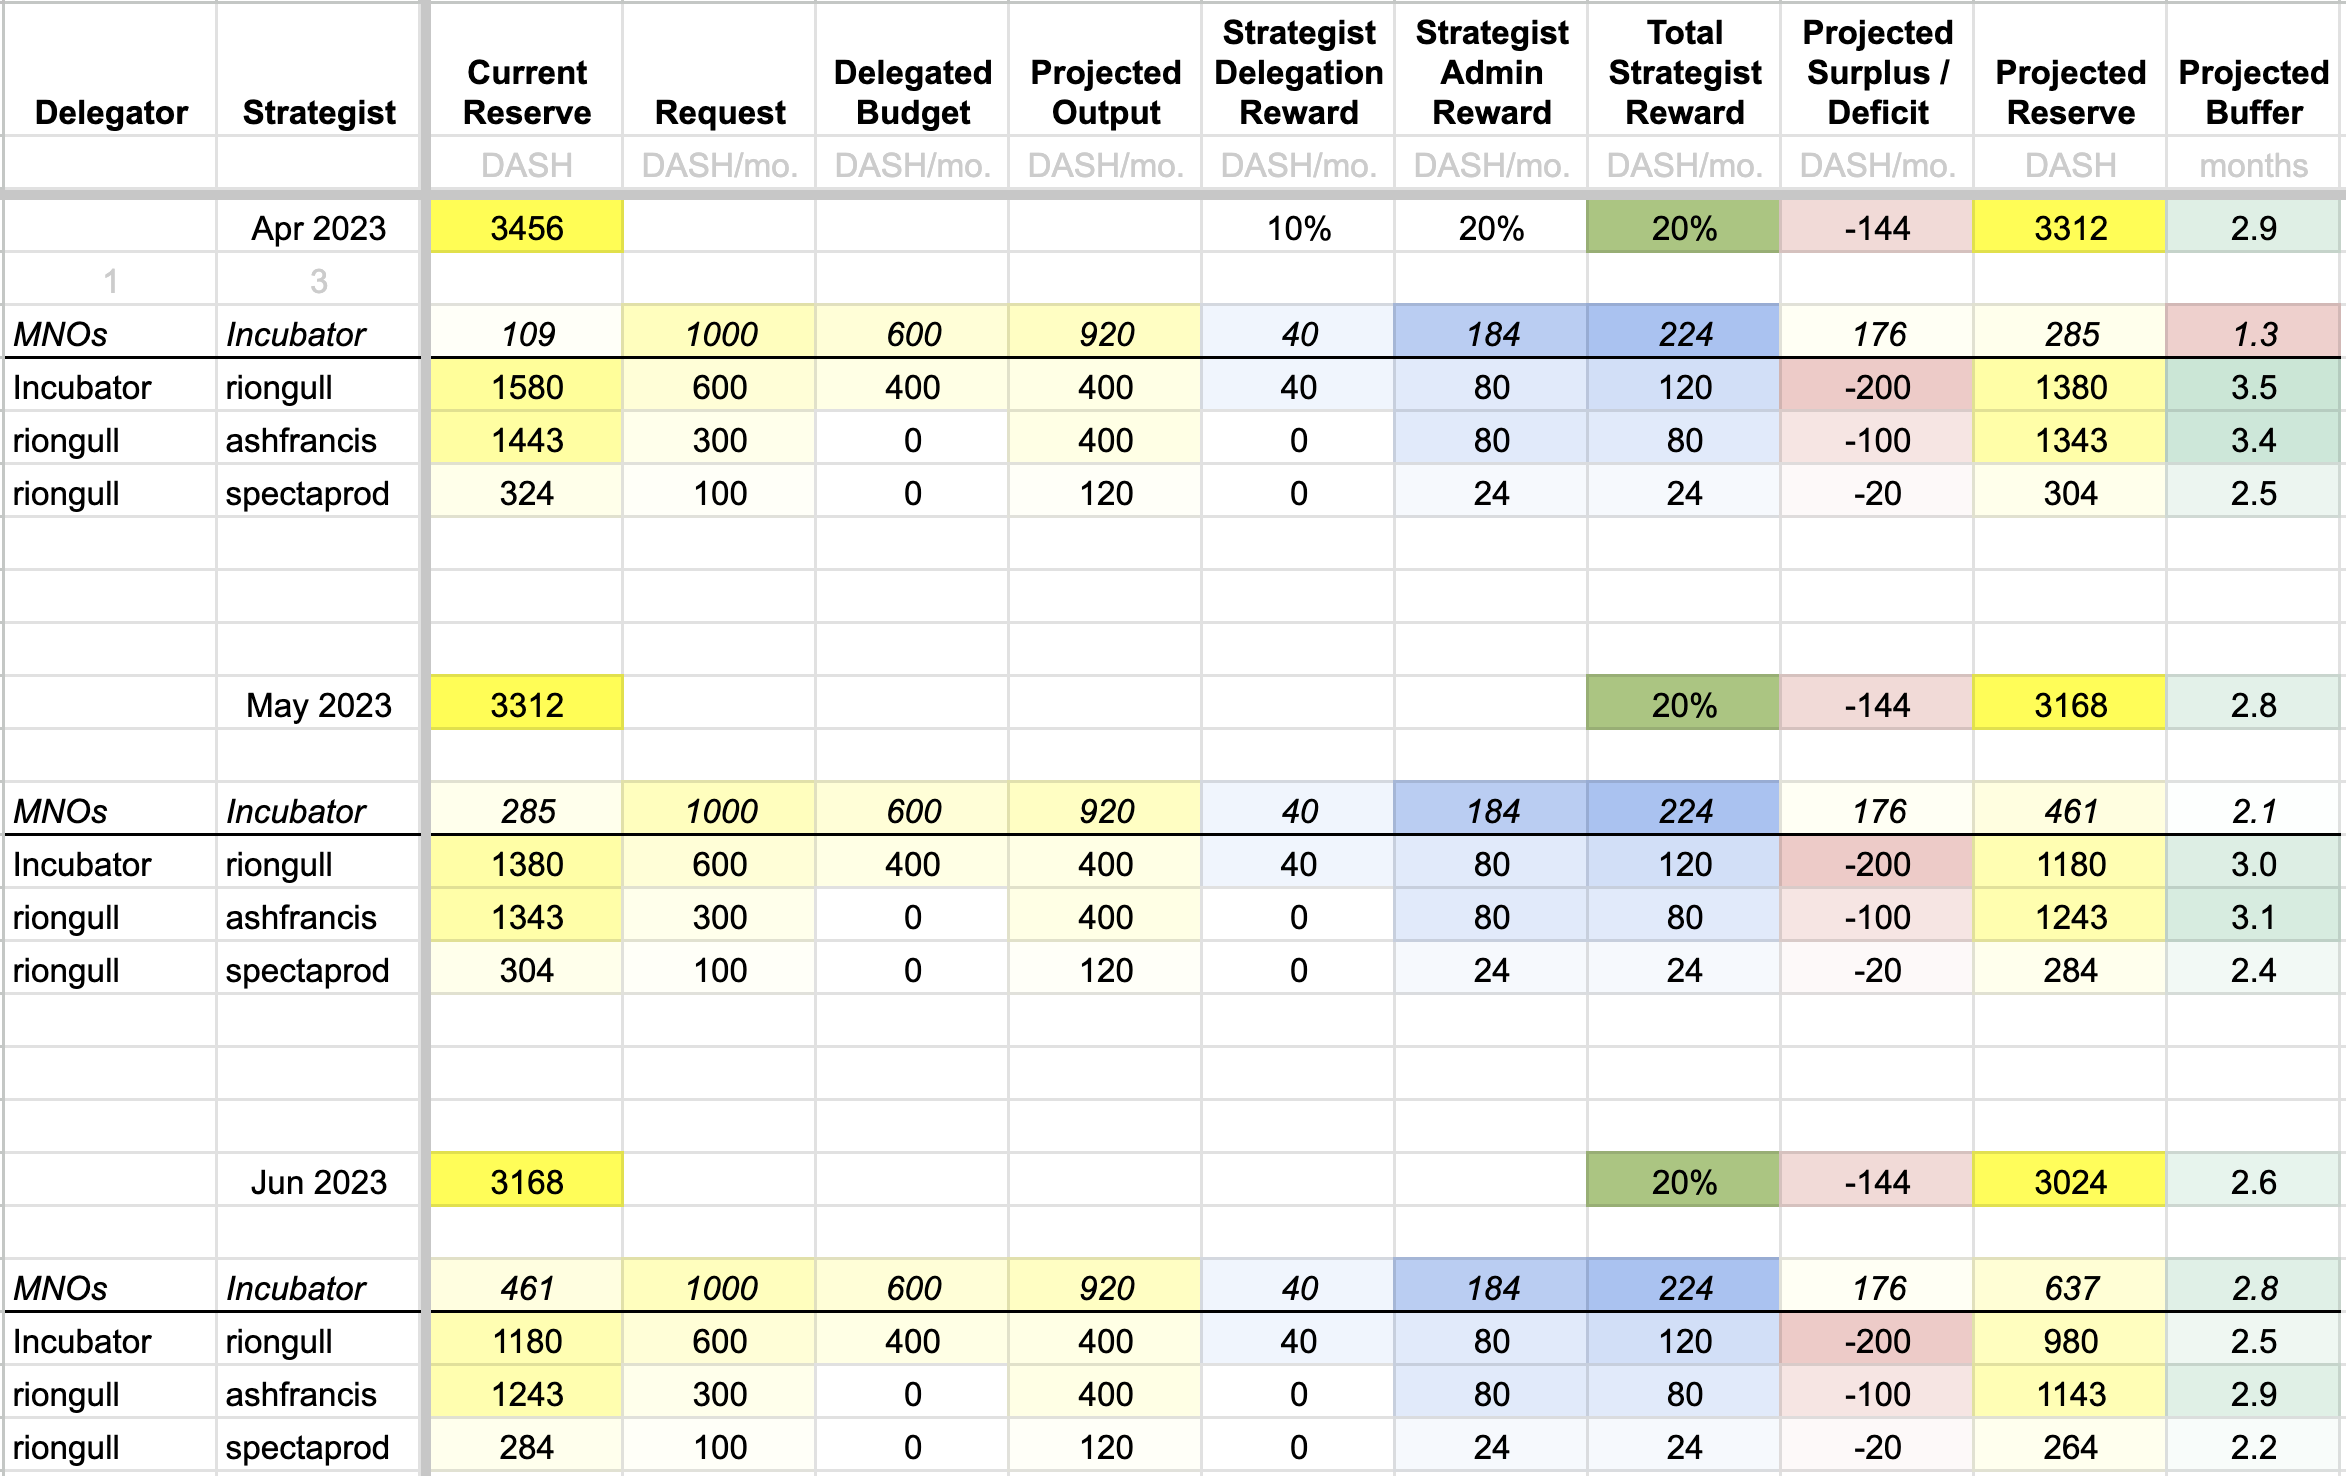 Delegator Strategist Current Reserve Request Delegated Budget Projected Output Strategist Delegation Reward Strategist Admin Reward Total Strategist Reward Projected Surplus / Deficit Projected Reserve Projected Buffer
DASH DASH/mo. DASH/mo. DASH/mo. DASH/mo. DASH/mo. DASH/mo. DASH/mo. DASH months
Apr 2023 3456 10% 20% 20% -144 3312 2.9
1 3
MNOs Incubator 109 1000 600 920 40 184 224 176 285 1.3
Incubator riongull 1580 600 400 400 40 80 120 -200 1380 3.5
riongull ashfrancis 1443 300 0 400 0 80 80 -100 1343 3.4
riongull spectaprod 324 100 0 120 0 24 24 -20 304 2.5
May 2023 3312 20% -144 3168 2.8
MNOs Incubator 285 1000 600 920 40 184 224 176 461 2.1
Incubator riongull 1380 600 400 400 40 80 120 -200 1180 3.0
riongull ashfrancis 1343 300 0 400 0 80 80 -100 1243 3.1
riongull spectaprod 304 100 0 120 0 24 24 -20 284 2.4
Jun 2023 3168 20% -144 3024 2.6
MNOs Incubator 461 1000 600 920 40 184 224 176 637 2.8
Incubator riongull 1180 600 400 400 40 80 120 -200 980 2.5
riongull ashfrancis 1243 300 0 400 0 80 80 -100 1143 2.9
riongull spectaprod 284 100 0 120 0 24 24 -20 264 2.2